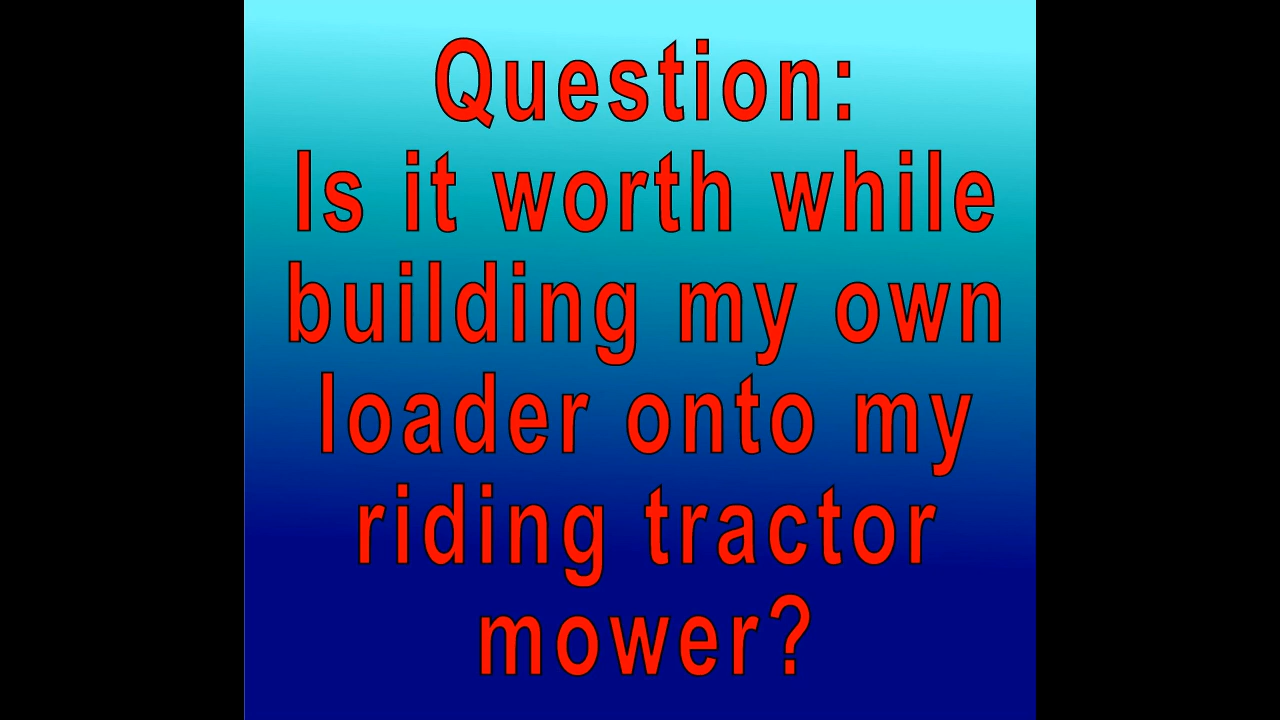 Question:
Is it worth while
building my own
loader onto my
riding tractor
mower?